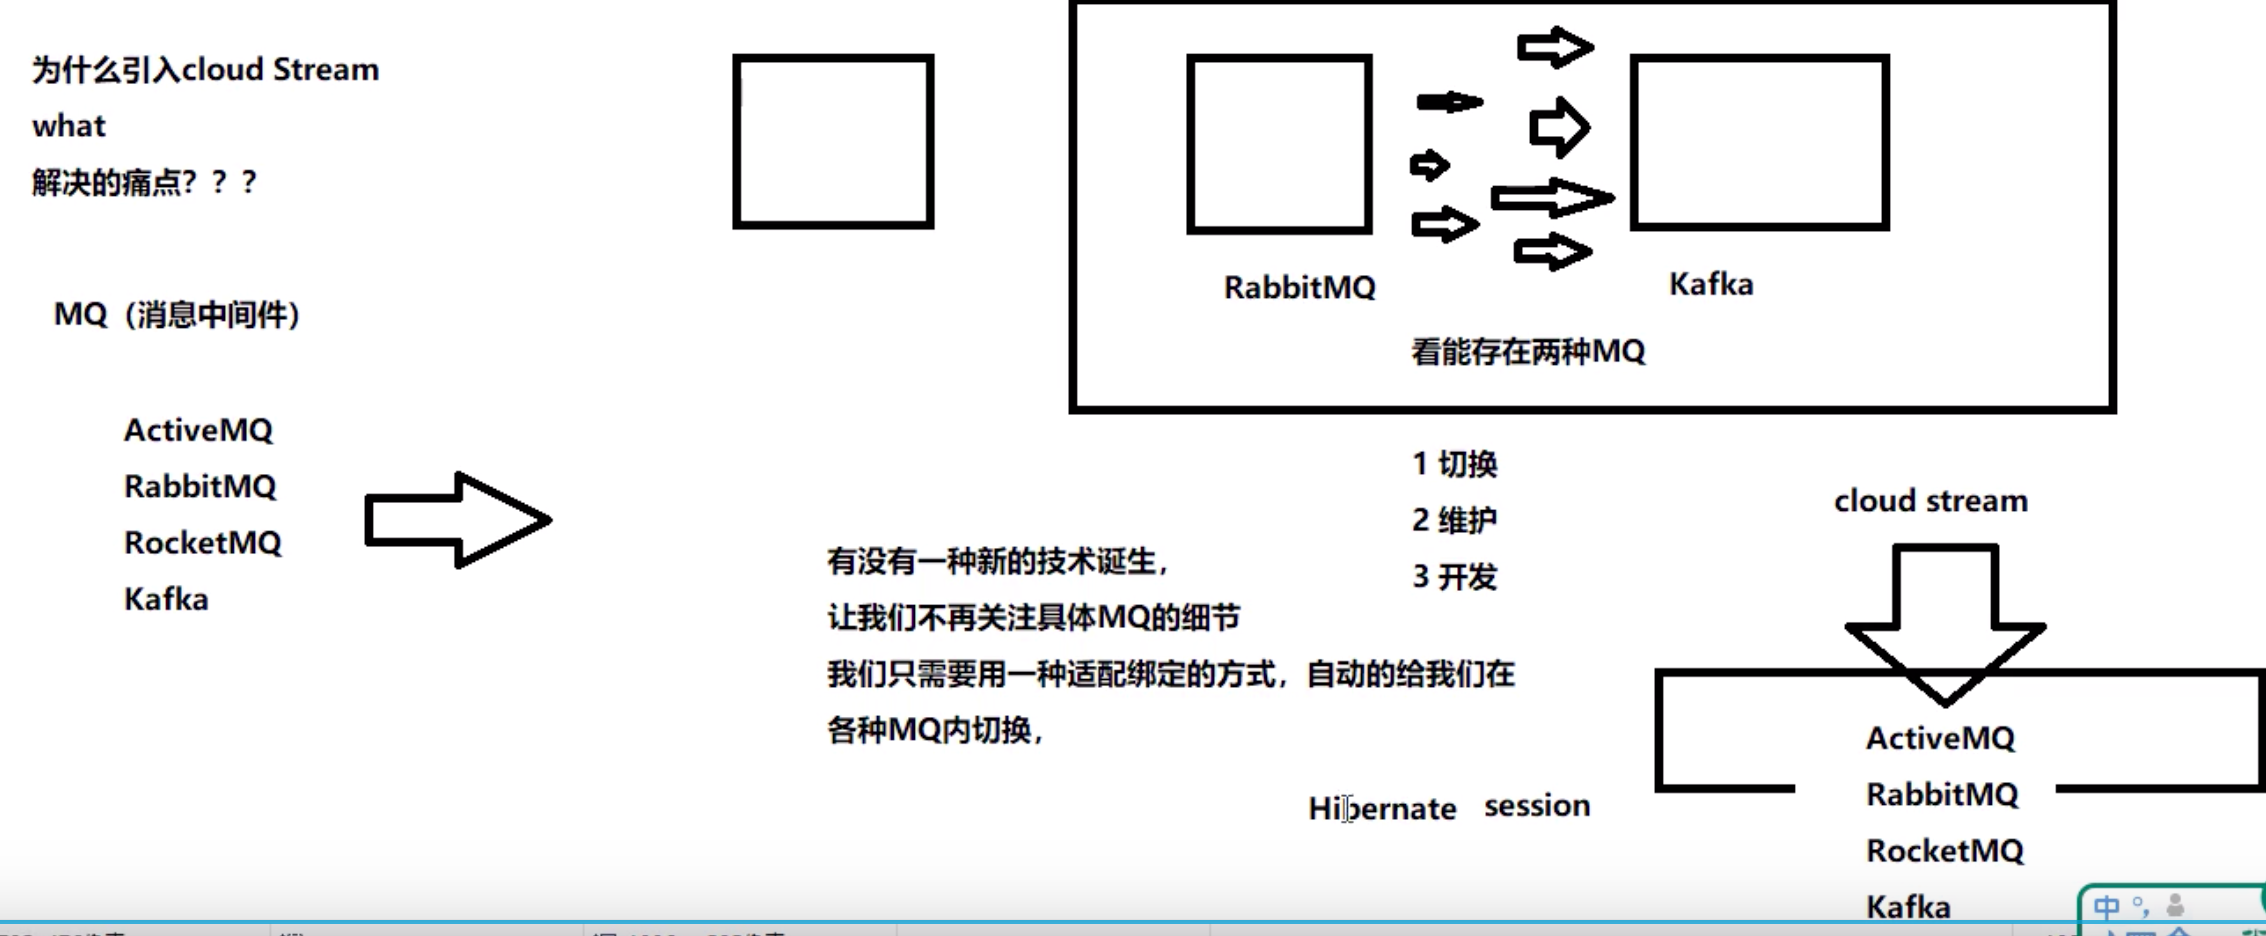 为什么引入cloud Stream
what
解决的痛点？？？
MQ（消息中间件）
ActiveMQ
RabbitMQ
RocketMQ
Kafka
RabbitMQ
Kafka
看能存在两种MQ
1 切换
2 维护
3 开发
有没有一种新的技术诞生，
让我们不再关注具体MQ的细节
我们只需要用一种适配绑定的方式，自动的给我们在
各种MQ内切换，
Hibernate session
cloud stream
ActiveMQ
RabbitMQ
RocketMQ
Kafka
中